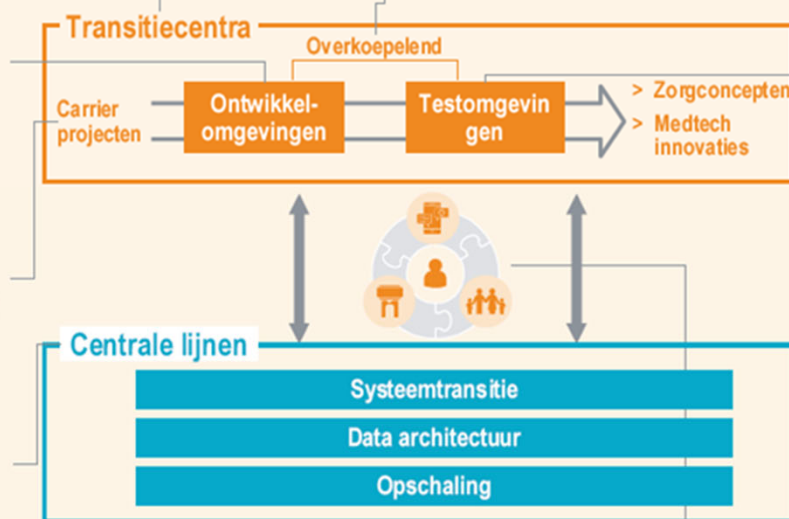 Transitiecentra
Overkoepelend
Carrier
projecten
Ontwikkel-
omgevingen
Testomgevin
gen
> Zorgconcepten
> Medtech
innovaties
Centrale lijnen
Systeemtransitie
Data architectuur
Opschaling